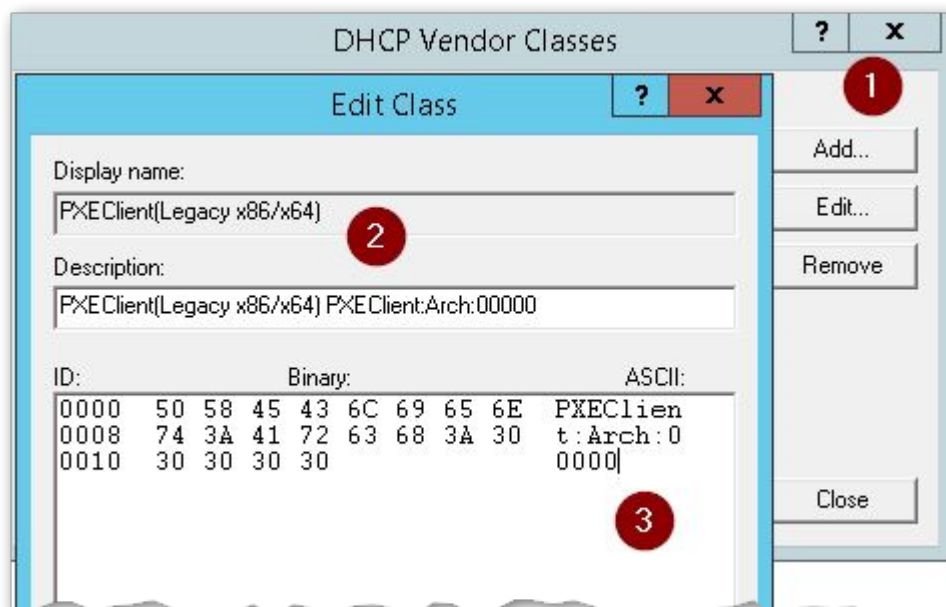 DHCP Vendor Classes
? x
1
Edit Class
? x
Add...
Display name:
PXEClient(Legacy x86/x64)
Edit...
2
Description:
Remove
PXEClient(Legacy x86/x64) PXEClient:Arch:00000
ID: Binary: ASCII:
0000 50 58 45 43 6C 69 65 6E PXEClien
0008 74 3A 41 72 63 68 3A 30 t:Arch:0
0010 30 30 30 30 0000
Close
3